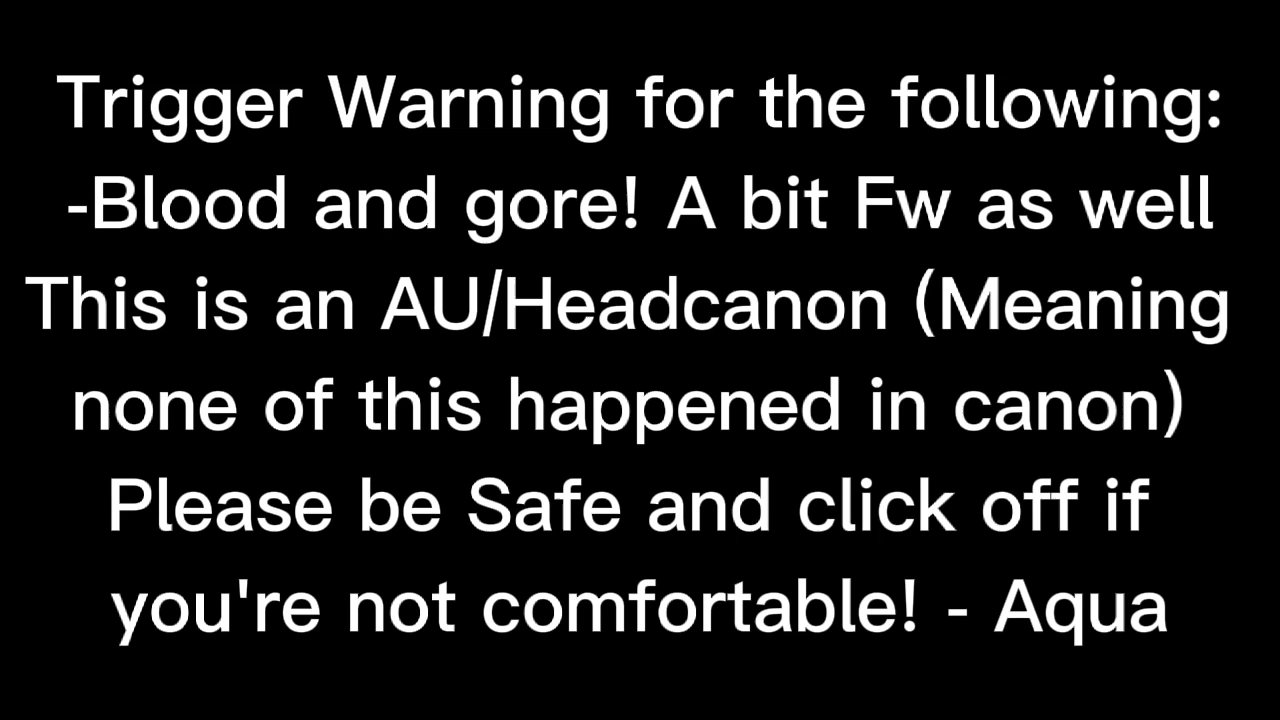 Trigger Warning for the following:
-Blood and gore! A bit Fw as well
This is an AU/Headcanon (Meaning
none of this happened in canon)
Please be Safe and click off if
you're not comfortable! - Aqua